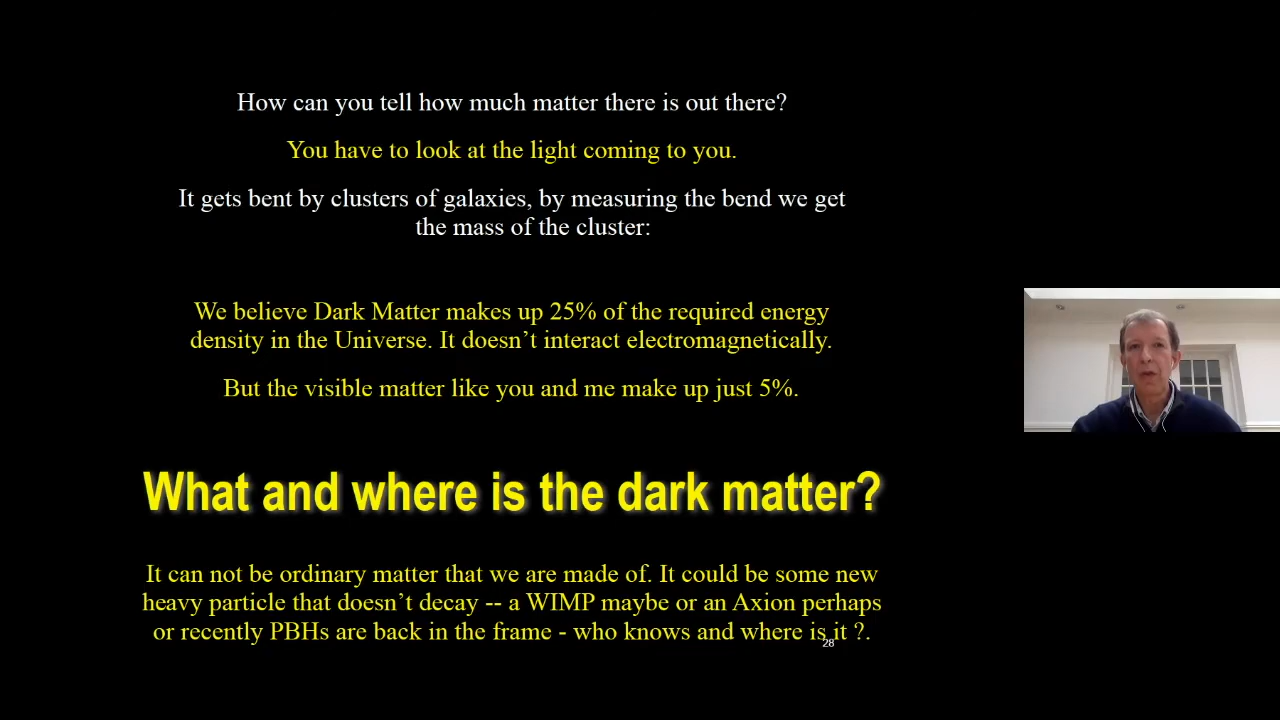 How can you tell how much matter there is out there?
You have to look at the light coming to you.
It gets bent by clusters of galaxies, by measuring the bend we get
the mass of the cluster:
We believe Dark Matter makes up 25% of the required energy
density in the Universe. It doesn’t interact electromagnetically.
But the visible matter like you and me make up just 5%.
What and where is the dark matter?
It can not be ordinary matter that we are made of. It could be some new
heavy particle that doesn’t decay -- a WIMP maybe or an Axion perhaps
or recently PBHs are back in the frame - who knows and where is it ?.
28